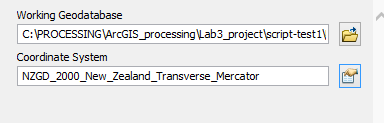 Working Geodatabase
C:\PROCESSING\ArcGIS_processing\Lab3_project\script-test1\
Coordinate System
NZGD_2000_New_Zealand_Transverse_Mercator